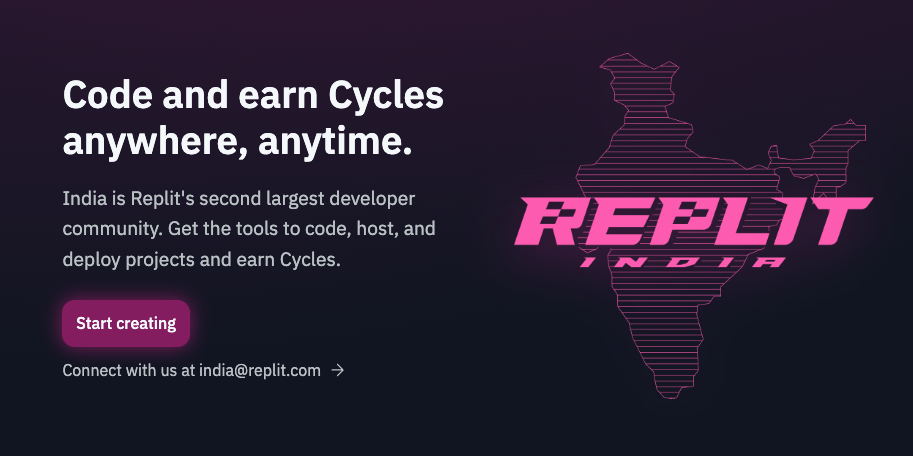 Code and earn Cycles
anywhere, anytime.
India is Replit's second largest developer
community. Get the tools to code, host, and
deploy projects and earn Cycles.
Start creating
Connect with us at india@replit.com →
REPLIT
INDIA